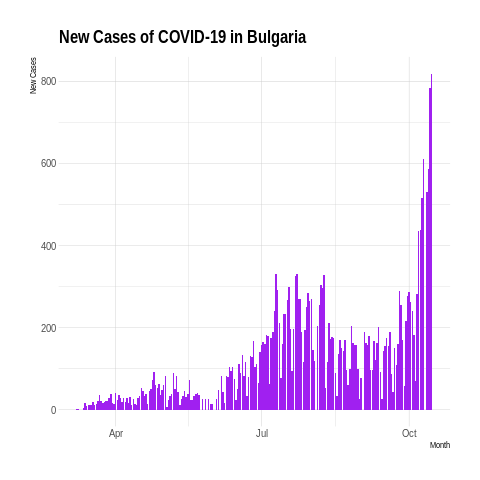 New Cases of COVID-19 in Bulgaria
New Cases
800
600
400
200
0
Apr
Jul
Oct
Month